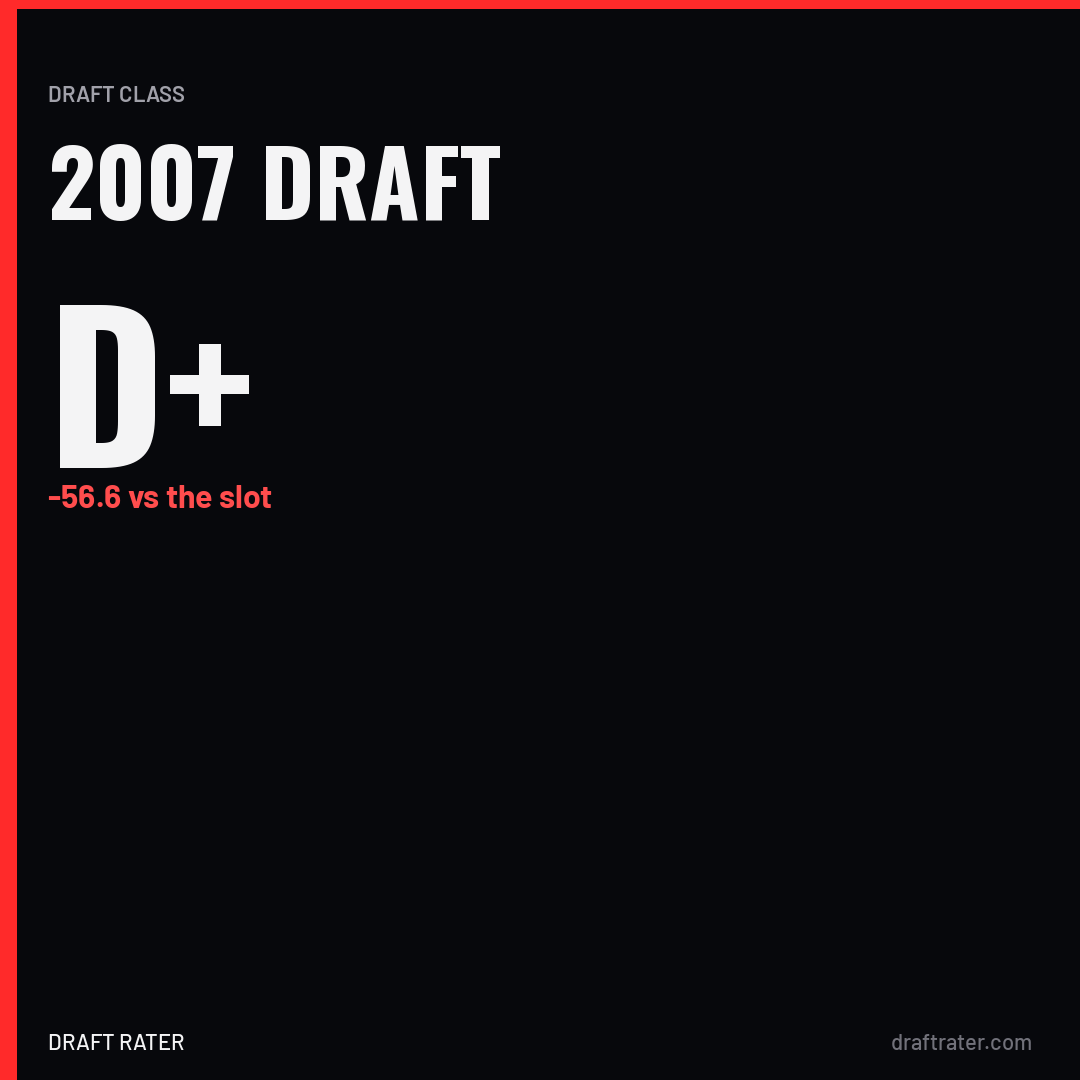 DRAFT CLASS
2007 DRAFT
D+
-56.6 vs the slot
DRAFT RATER
draftrater.com